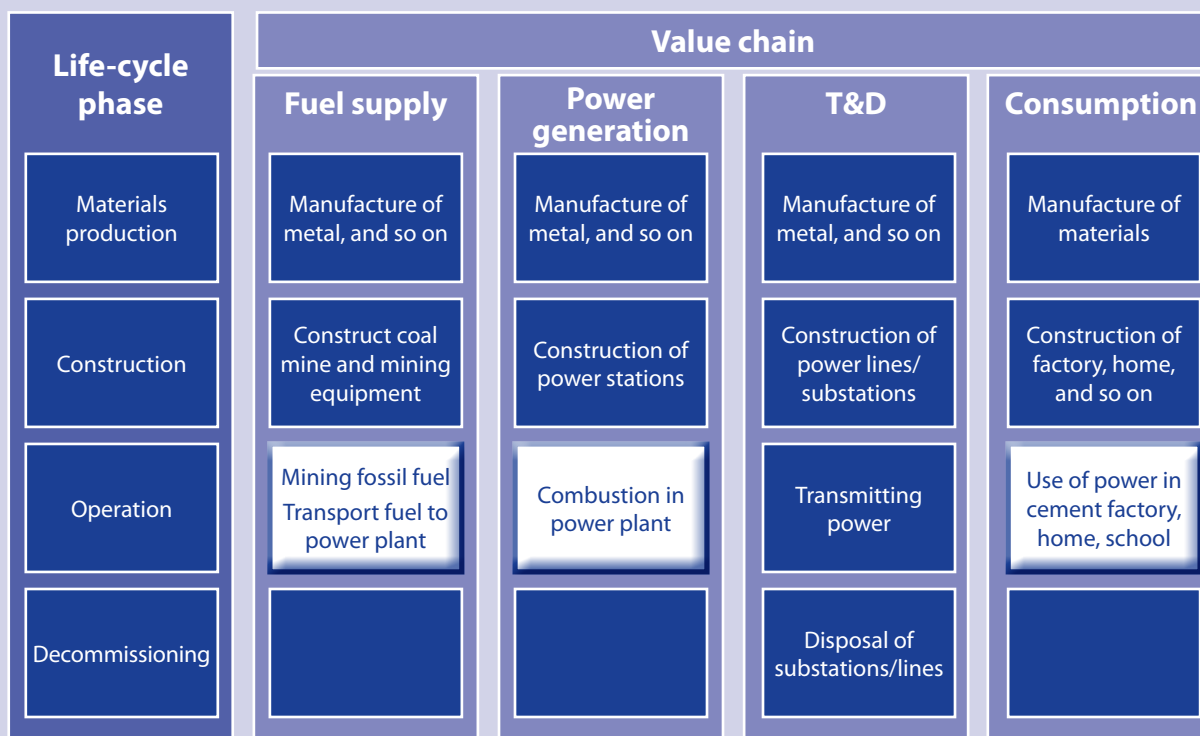 Life-cycle
phase
Value chain
Fuel supply
Power
generation
T&D
Consumption
Materials
production
Manufacture of
metal, and so on
Manufacture of
metal, and so on
Manufacture of
metal, and so on
Manufacture of
materials
Construction
Construct coal
mine and mining
equipment
Construction of
power stations
Construction of
power lines/
substations
Construction of
factory, home,
and so on
Operation
Mining fossil fuel
Transport fuel to
power plant
Combustion in
power plant
Transmitting
power
Use of power in
cement factory,
home, school
Decommissioning
Disposal of
substations/lines